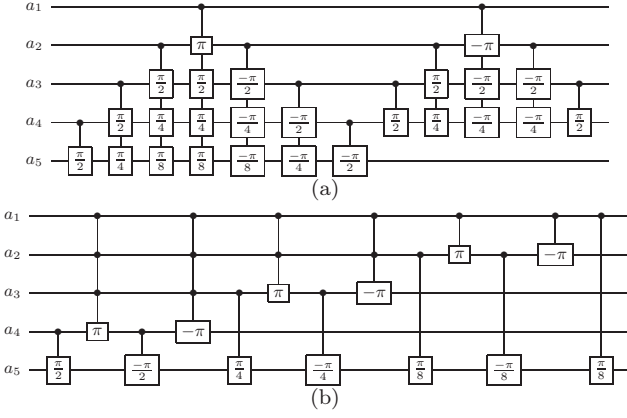 a₁
a₂ π −π
a₃ π/2 π/2 −π/2 π/2 −π/2 −π/2
a₄ π/2 π/4 π/4 −π/4 −π/2 π/2 π/4 −π/4 −π/4 π/2
a₅ π/2 π/4 π/8 π/8 −π/8 −π/4 −π/2
(a)
a₁
a₂ π −π
a₃ π −π
a₄ π −π
a₅ π/2 −π/2 π/4 −π/4 π/8 −π/8 π/8
(b)